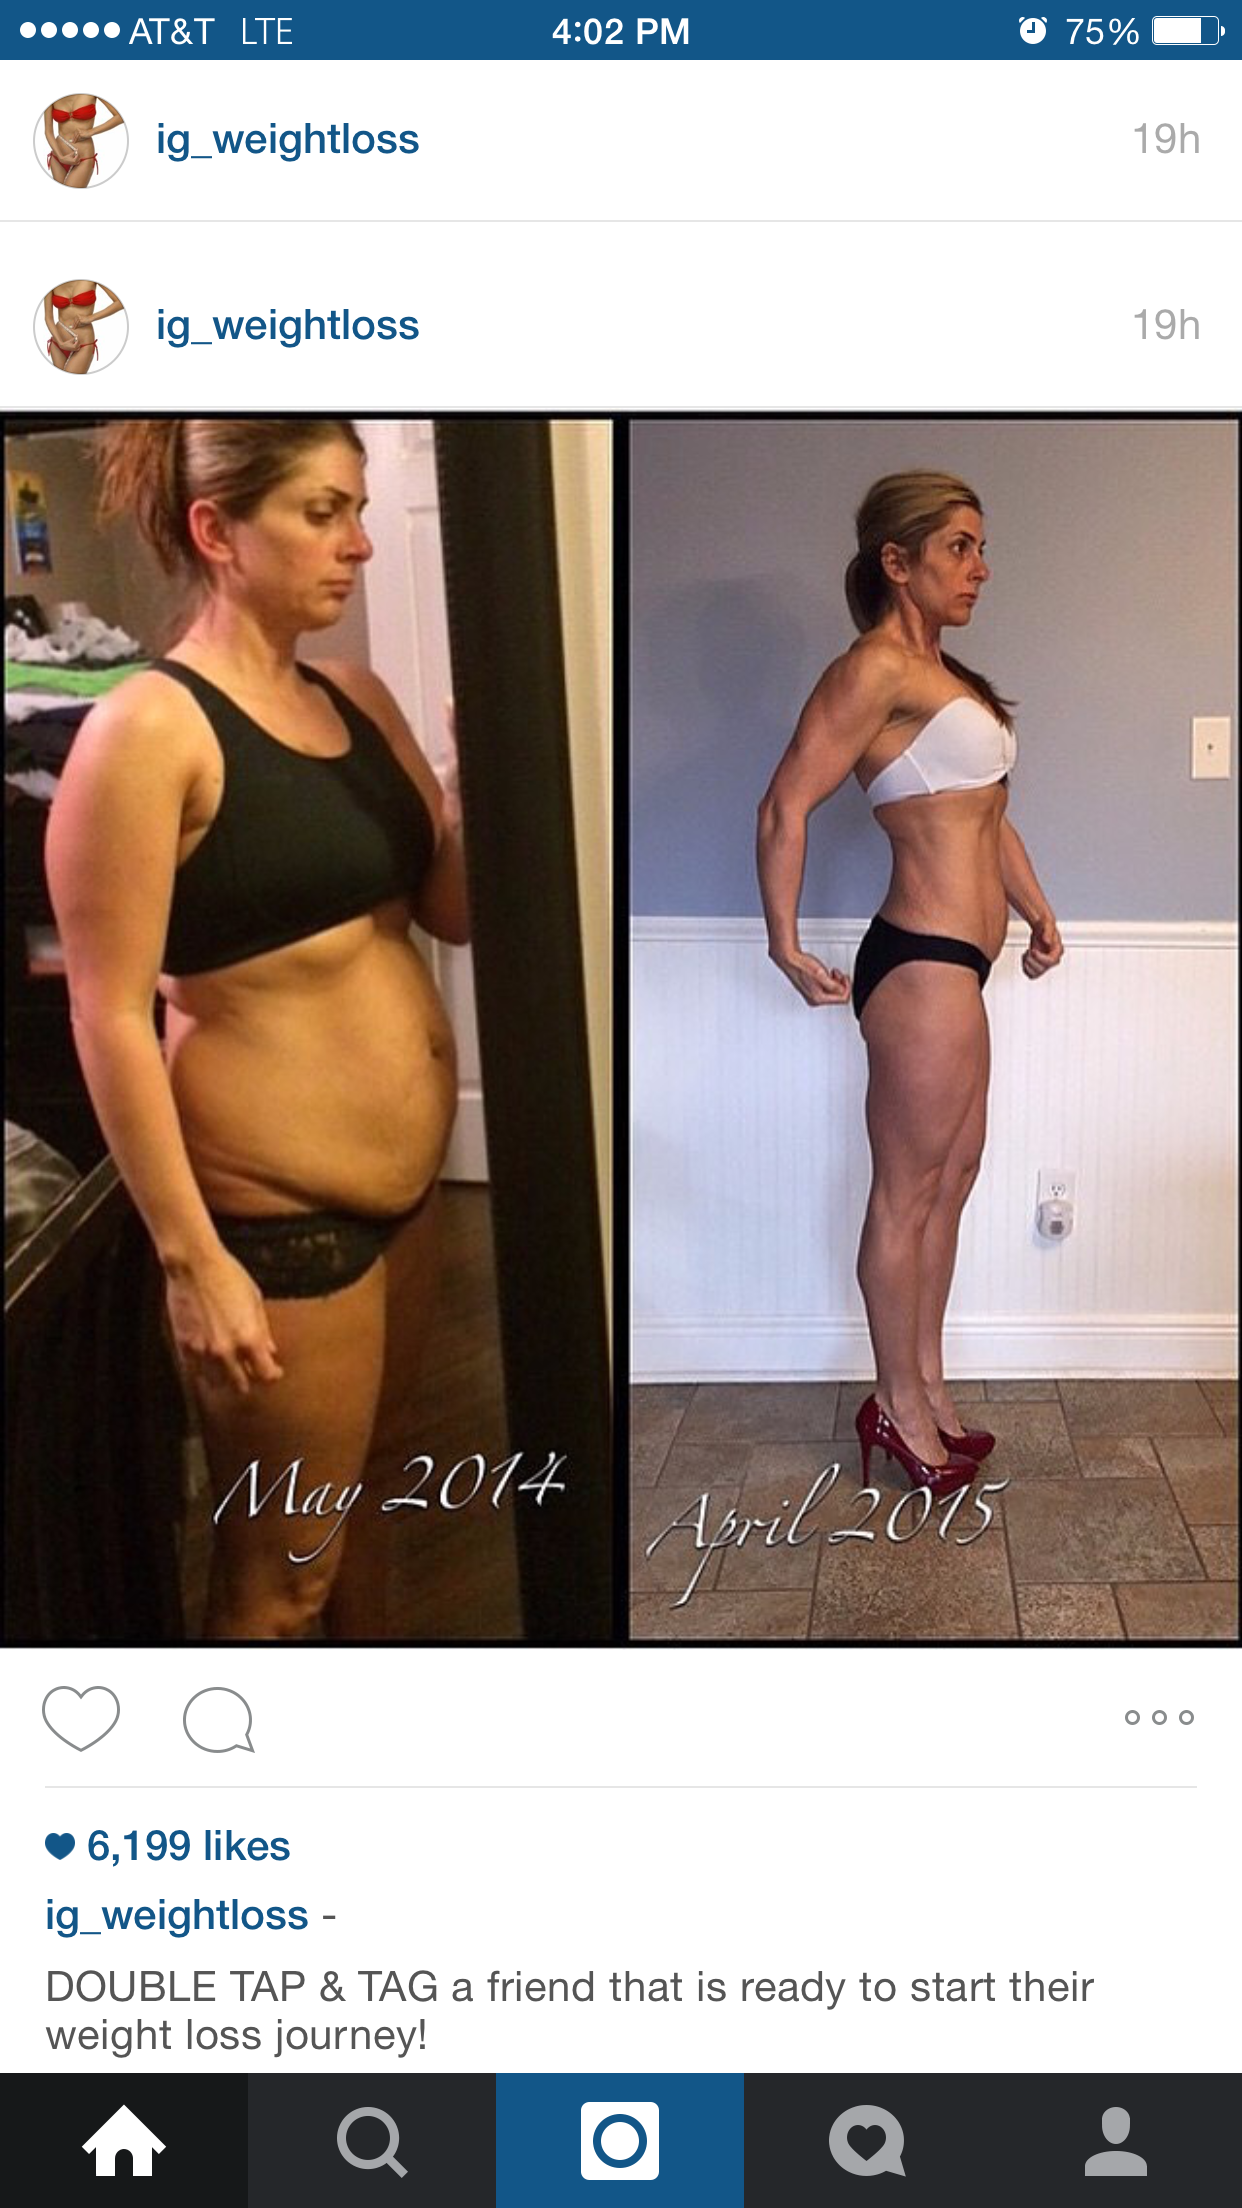 AT&T LTE 4:02 PM 75%
ig_weightloss 19h
ig_weightloss 19h
May 2014
April 2015
6,199 likes
ig_weightloss -
DOUBLE TAP & TAG a friend that is ready to start their
weight loss journey!